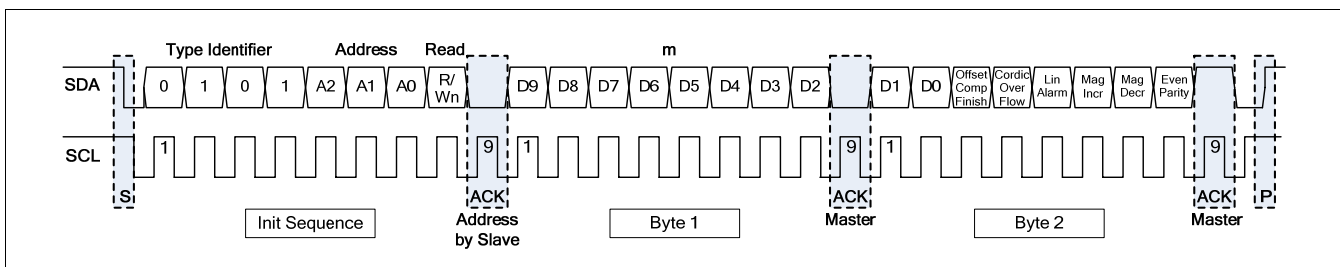 Type Identifier Address Read m
SDA 0 1 0 1 A2 A1 A0 R/Wn D9 D8 D7 D6 D5 D4 D3 D2 D1 D0 Offset Comp Finish Cordic Over Flow Lin Alarm Mag Incr Mag Decr Even Parity
SCL 1 9 1 9 1 9
S ACK ACK ACK P
Init Sequence Address by Slave Byte 1 Master Byte 2 Master